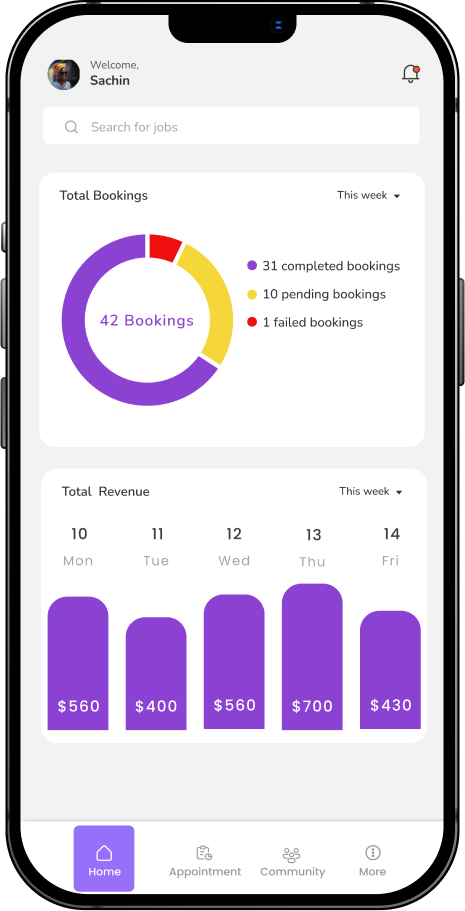 Welcome,
Sachin
Search for jobs
Total Bookings
This week
42 Bookings
31 completed bookings
10 pending bookings
1 failed bookings
Total Revenue
This week
10 11 12 13 14
Mon Tue Wed Thu Fri
$560 $400 $560 $700 $430
Home Appointment Community More